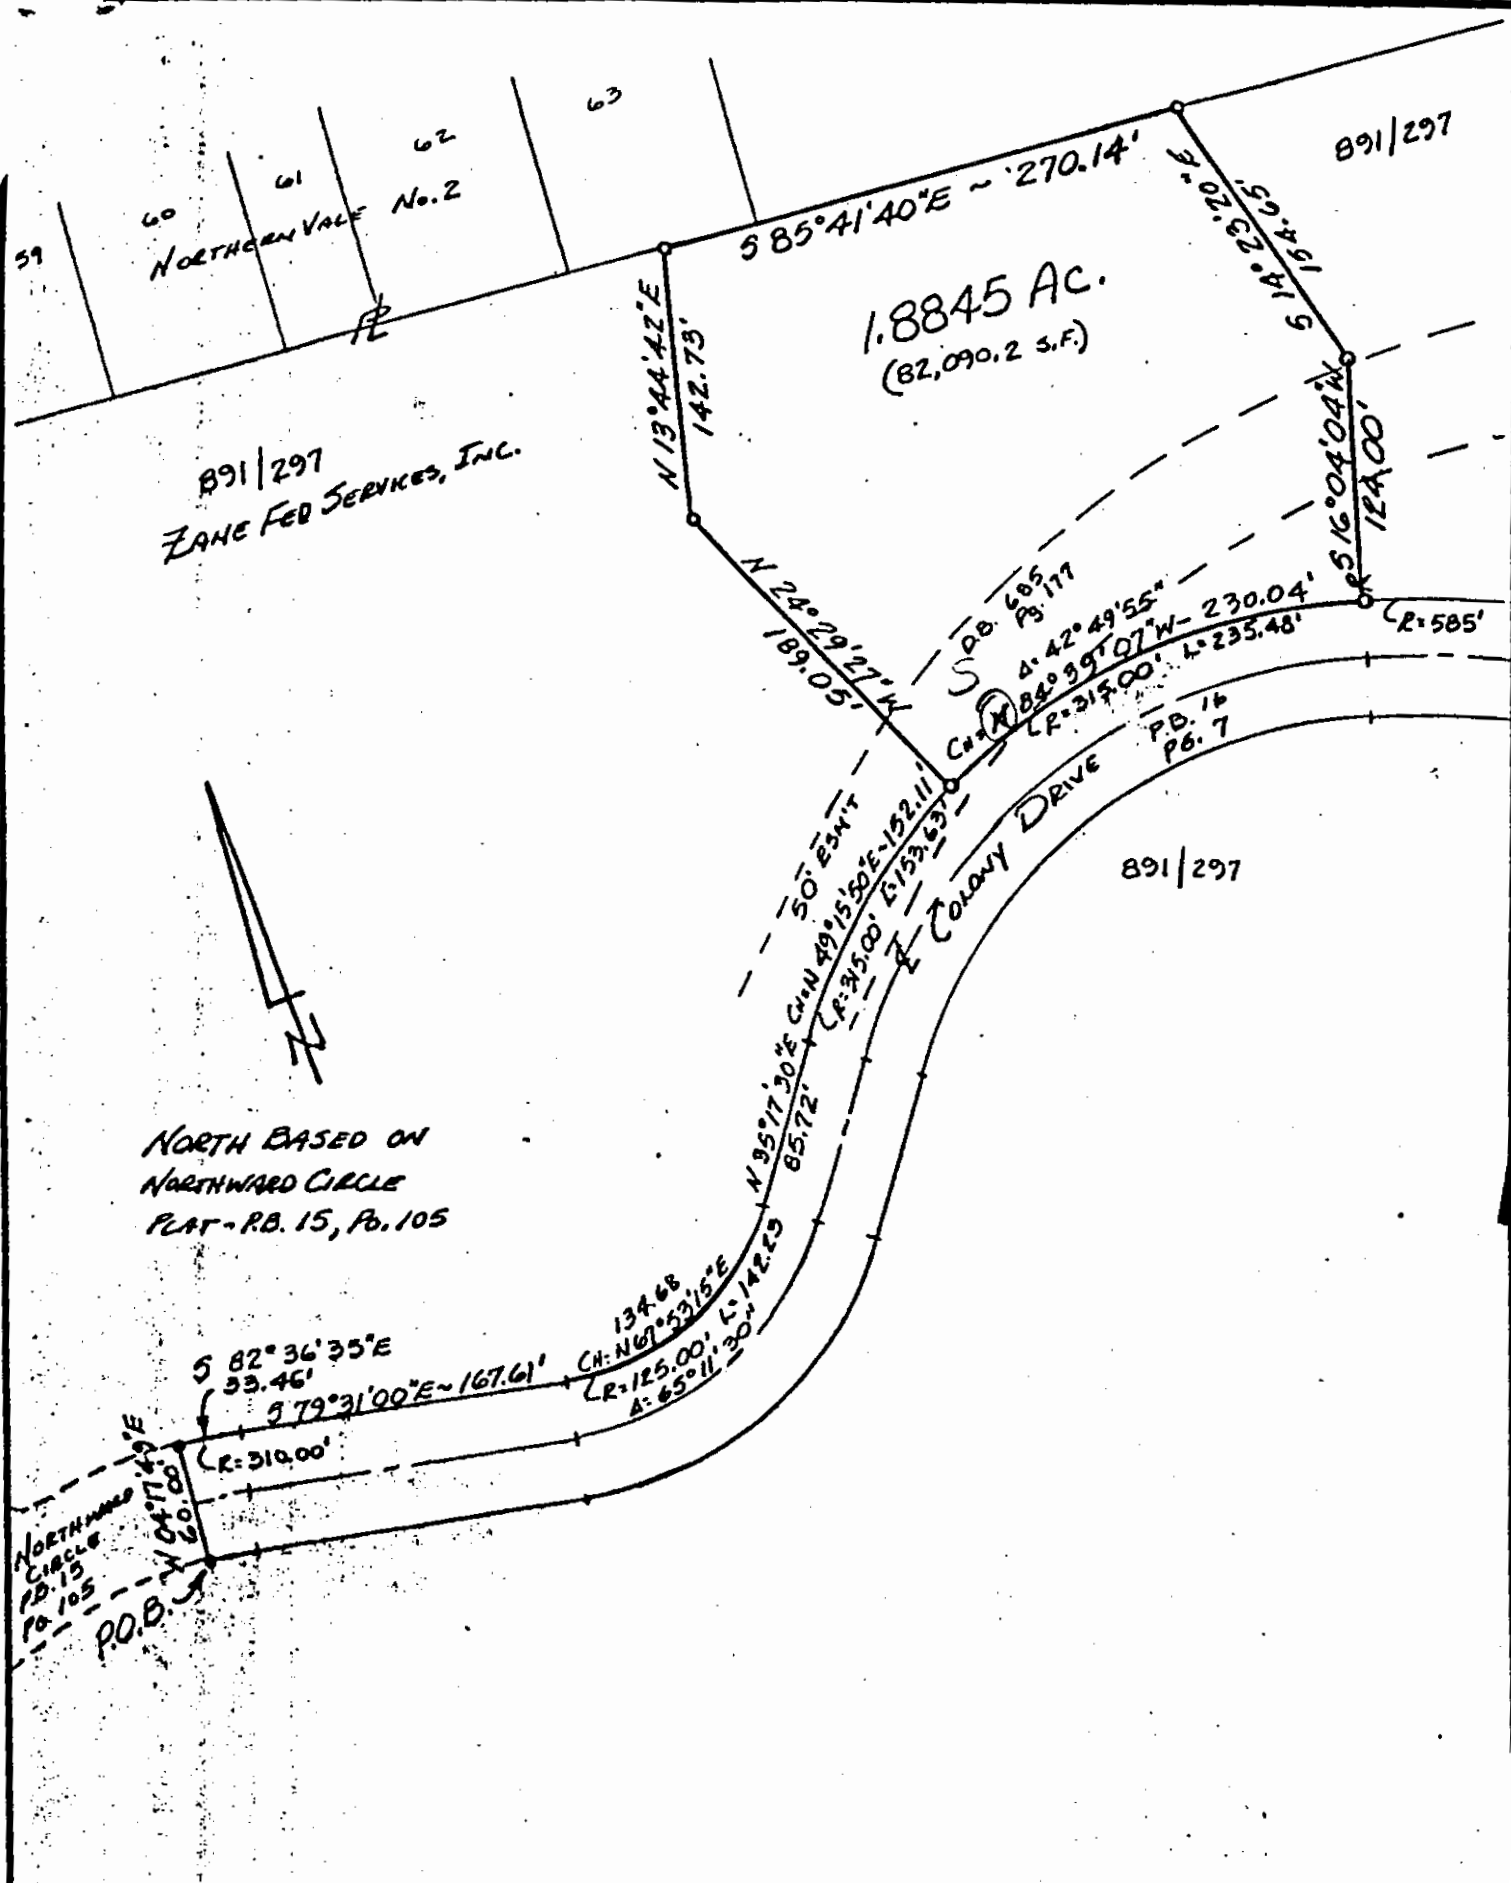 59
60
61
62
63
NORTHERN VALE No. 2
891/297
S 85°41'40"E ~ 270.14'
S 14°23'20"E
154.65'
1.8845 Ac.
(82,090.2 S.F.)
N 13°44'42"E
142.73'
891/297
ZANE FED SERVICES, INC.
S 16°04'04"W
124.00'
N 24°29'27"W
189.05'
D.B. 685
Pg. 177
Δ= 42°49'55"
S
CH= N 84°39'07"W - 230.04'
R=315.00' L=235.48'
R=585'
P.B. 16
PG. 7
COLONY DRIVE
891/297
50' ESM'T
CH=N 49°15'50"E~152.11'
R=315.00' L=153.63'
N 35°17'30"E
85.72'
N
NORTH BASED ON
NORTHWARD CIRCLE
PLAT - P.B. 15, PG. 105
134.68
CH: N67°53'15"E
R=125.00' L=142.23
Δ=65°11'30"
S 82°36'35"E
33.46'
S 79°31'00"E~167.61'
R=310.00'
N 04°17'49"E
60.00'
NORTHWARD
CIRCLE
P.B. 15
PG. 105
P.O.B.